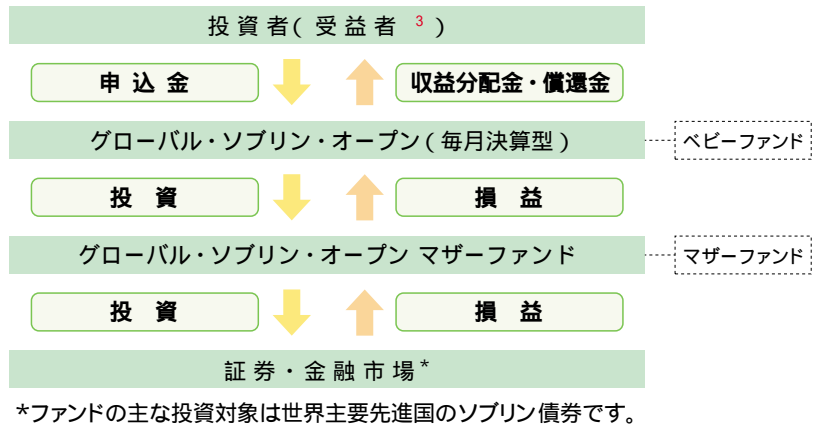 投資者(受益者 3)
申込金 収益分配金・償還金
グローバル・ソブリン・オープン(毎月決算型) ベビーファンド
投資 損益
グローバル・ソブリン・オープン マザーファンド マザーファンド
投資 損益
証券・金融市場*
*ファンドの主な投資対象は世界主要先進国のソブリン債券です。